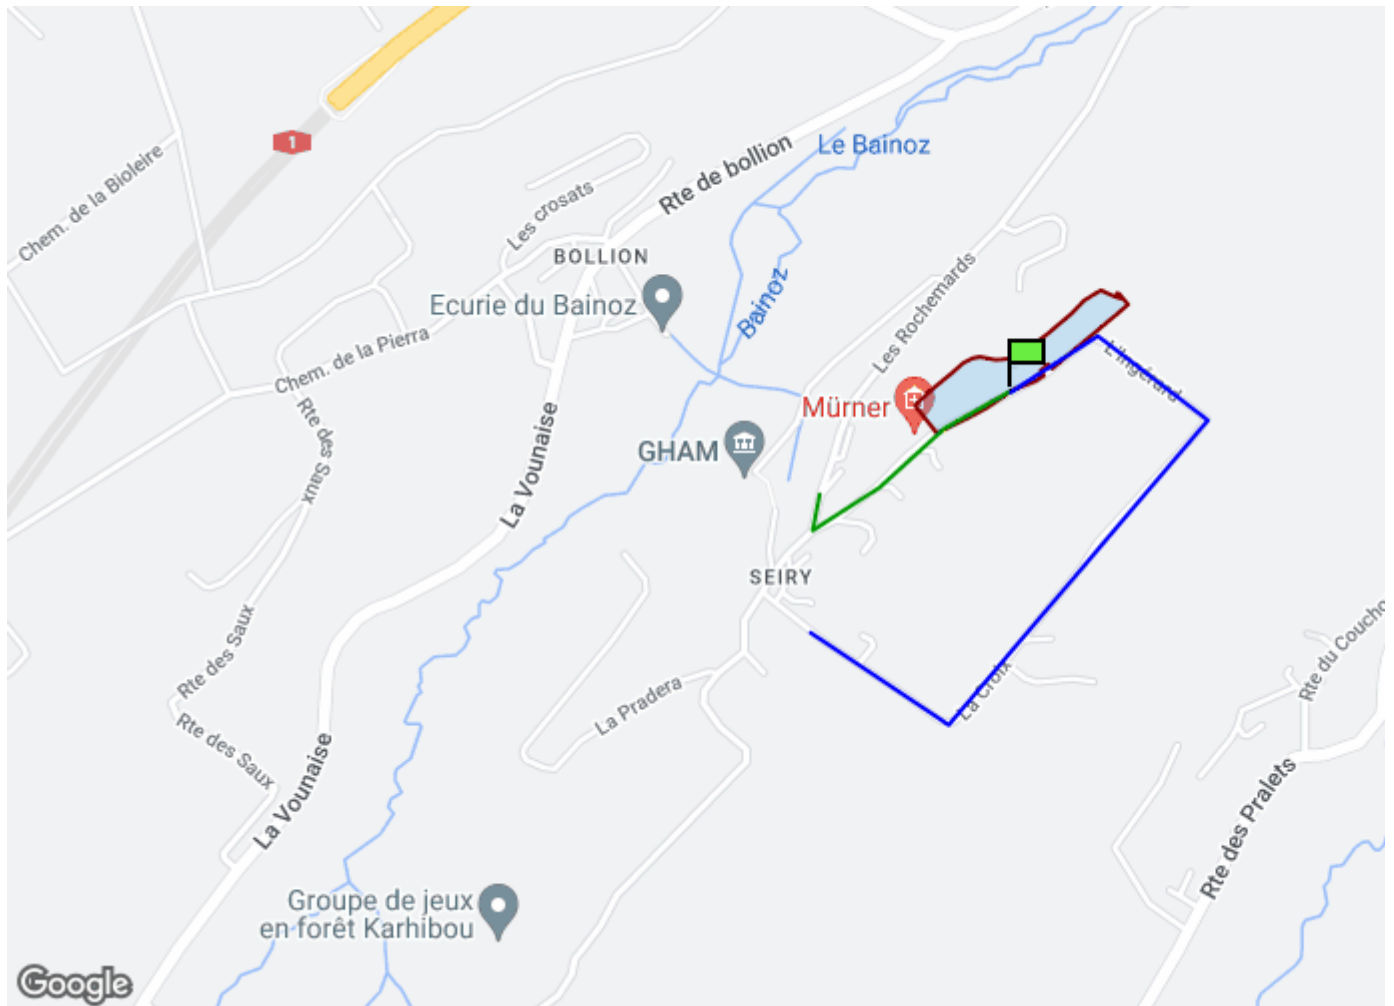 1
Chem. de la Bioleire
Les crosats
Rte de bollion
Le Bainoz
BOLLION
Ecurie du Bainoz
Bainoz
Les Rochemards
L'Ingérard
Chem. de la Pierra
Rte des Saux
Mürner
GHAM
La Vounaise
SEIRY
Rte des Saux
La Pradera
La Croix
Rte du Coucho
Rte des Saux
La Vounaise
Rte des Pralets
Groupe de jeux
en forêt Karhibou
Google